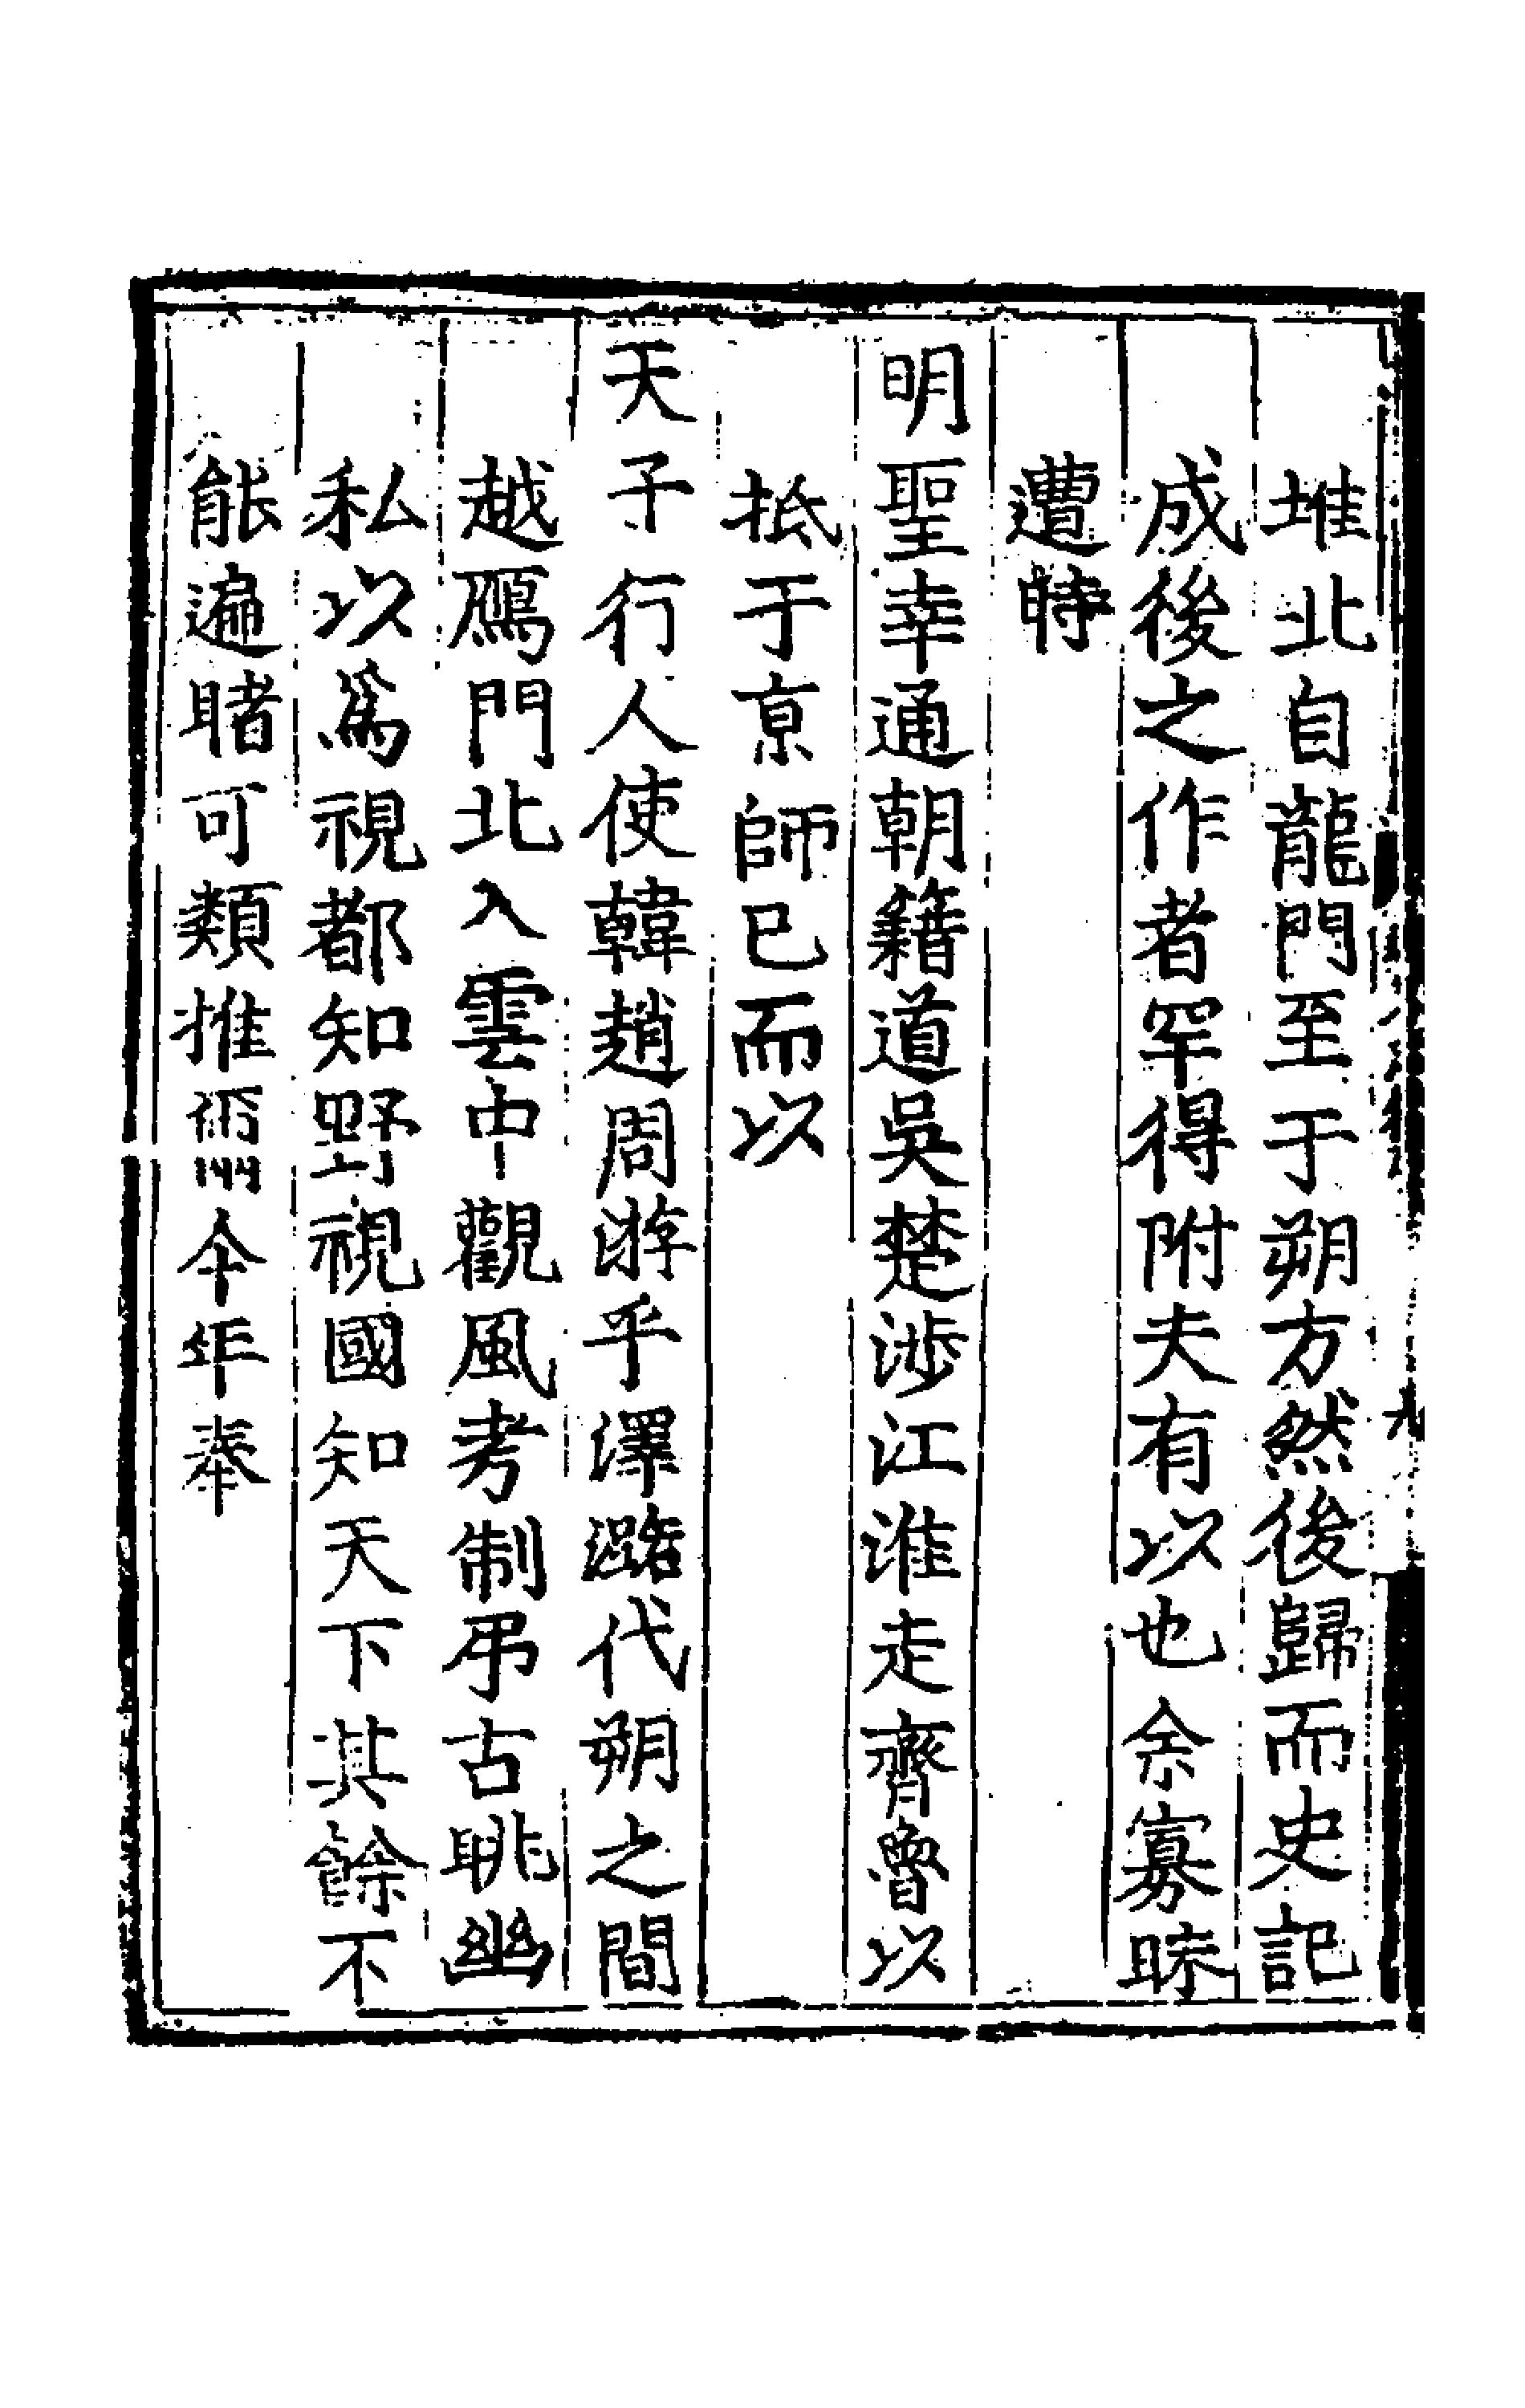 堆北自龍門至于朔方然後歸而史記
成後之作者罕得附夫有以也余寡昧
遭時
明聖幸通朝籍道吳楚涉江淮走齊魯以
抵于亰師已而以
天子行人使韓趙周游乎澤潞代朔之間
越鴈門北入雲中觀風考制弔古眺幽
私以爲視都知野視國知天下其餘不
能遍睹可類推今年奉
九